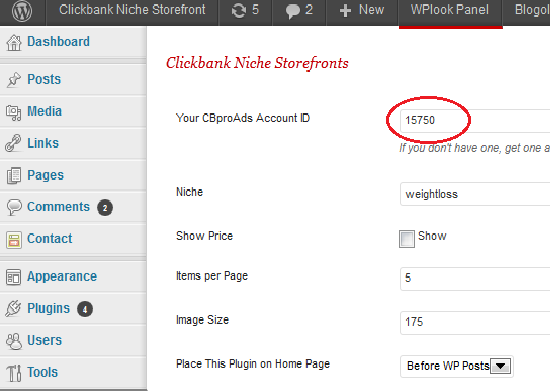 Clickbank Niche Storefront 5 2 + New WPlook Panel Blogol
Dashboard
Posts
Media
Links
Pages
Comments 2
Contact
Appearance
Plugins 4
Users
Tools
Clickbank Niche Storefronts
Your CBproAds Account ID 15750
If you don't have one, get one a
Niche weightloss
Show Price Show
Items per Page 5
Image Size 175
Place This Plugin on Home Page Before WP Posts